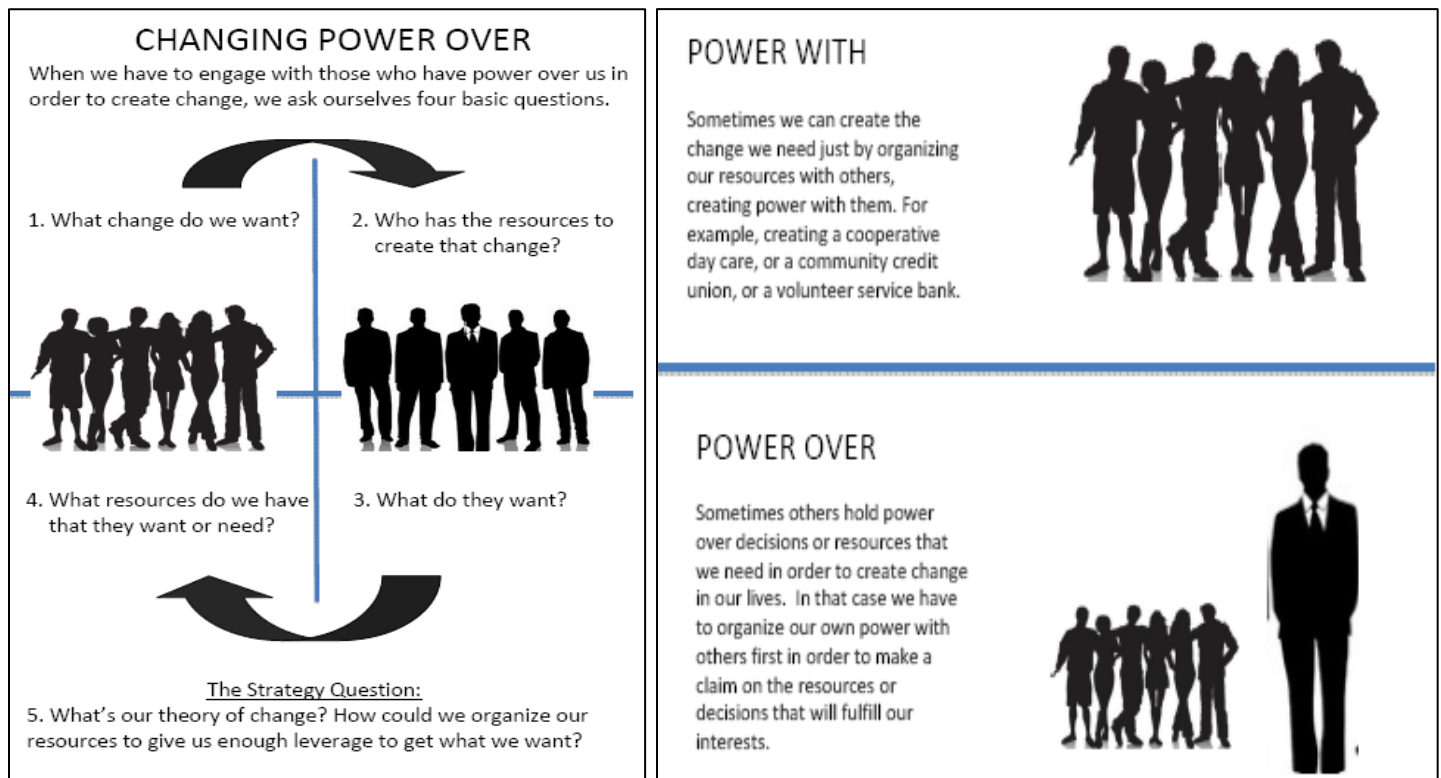 CHANGING POWER OVER
When we have to engage with those who have power over us in
order to create change, we ask ourselves four basic questions.
1. What change do we want?
2. Who has the resources to
create that change?
4. What resources do we have
that they want or need?
3. What do they want?
The Strategy Question:
5. What’s our theory of change? How could we organize our
resources to give us enough leverage to get what we want?
POWER WITH
Sometimes we can create the
change we need just by organizing
our resources with others,
creating power with them. For
example, creating a cooperative
day care, or a community credit
union, or a volunteer service bank.
POWER OVER
Sometimes others hold power
over decisions or resources that
we need in order to create change
in our lives. In that case we have
to organize our own power with
others first in order to make a
claim on the resources or
decisions that will fulfill our
interests.